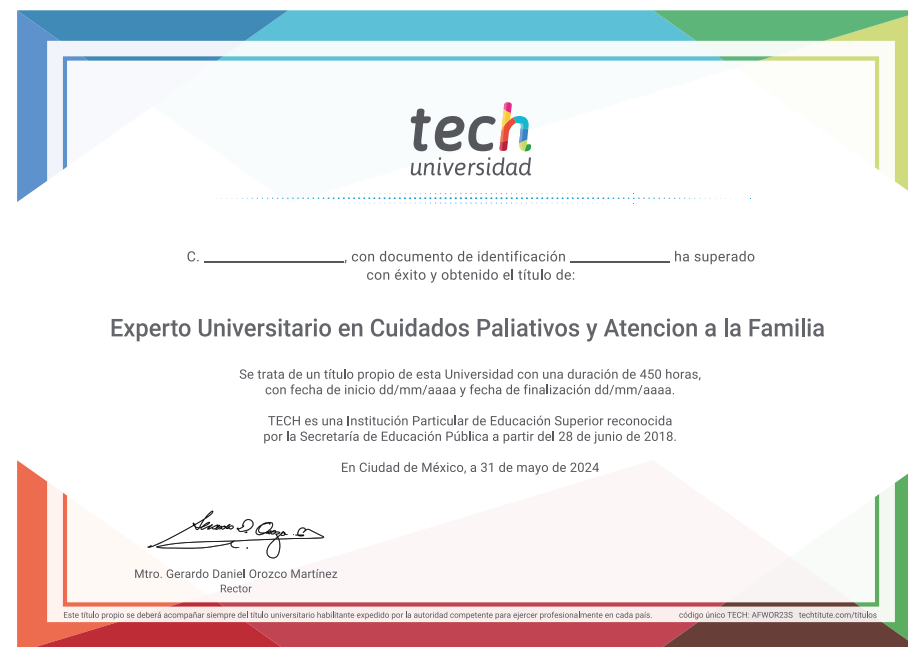 tech
universidad
C. ____________, con documento de identificación ____________ ha superado
con éxito y obtenido el título de:
Experto Universitario en Cuidados Paliativos y Atencion a la Familia
Se trata de un título propio de esta Universidad con una duración de 450 horas,
con fecha de inicio dd/mm/aaaa y fecha de finalización dd/mm/aaaa.
TECH es una Institución Particular de Educación Superior reconocida
por la Secretaría de Educación Pública a partir del 28 de junio de 2018.
En Ciudad de México, a 31 de mayo de 2024
Mtro. Gerardo Daniel Orozco Martínez
Rector
Este título propio se deberá acompañar siempre del título universitario habilitante expedido por la autoridad competente para ejercer profesionalmente en cada país. código único TECH: AFWOR23S techtitute.com/titulos